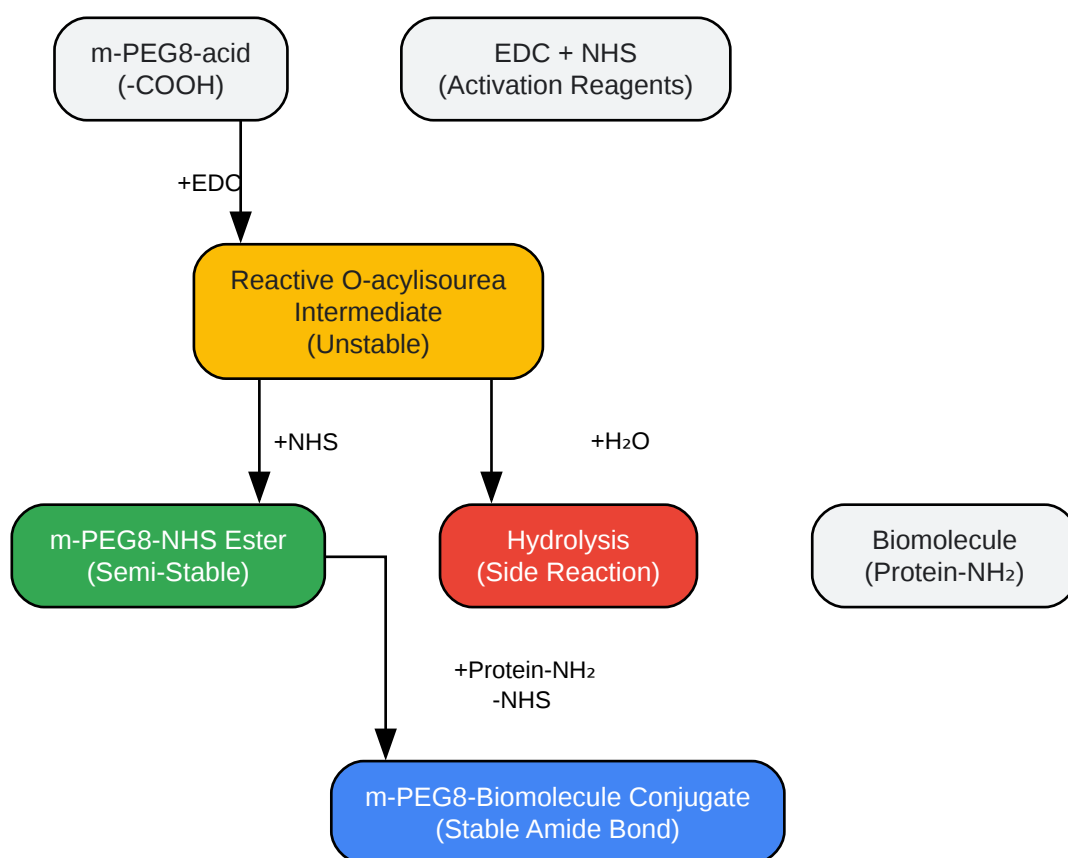 m-PEG8-acid
(-COOH)
EDC + NHS
(Activation Reagents)
+EDC
Reactive O-acylisourea
Intermediate
(Unstable)
+NHS
+H₂O
m-PEG8-NHS Ester
(Semi-Stable)
Hydrolysis
(Side Reaction)
Biomolecule
(Protein-NH₂)
+Protein-NH₂
-NHS
m-PEG8-Biomolecule Conjugate
(Stable Amide Bond)